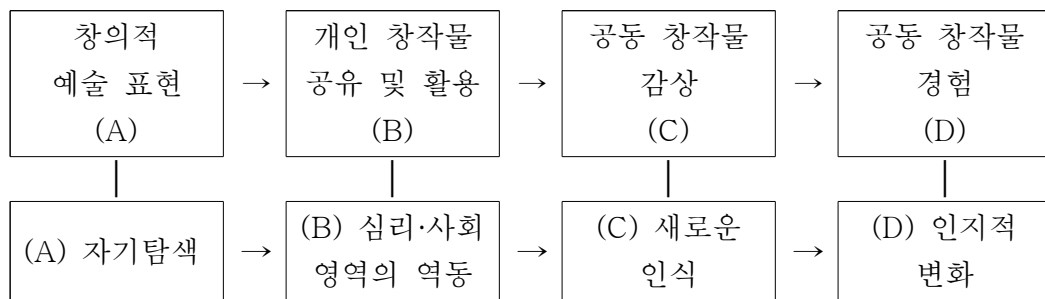 창의적
예술 표현
(A)
→
개인 창작물
공유 및 활용
(B)
→
공동 창작물
감상
(C)
→
공동 창작물
경험
(D)
(A) 자기탐색
→
(B) 심리·사회
영역의 역동
→
(C) 새로운
인식
→
(D) 인지적
변화